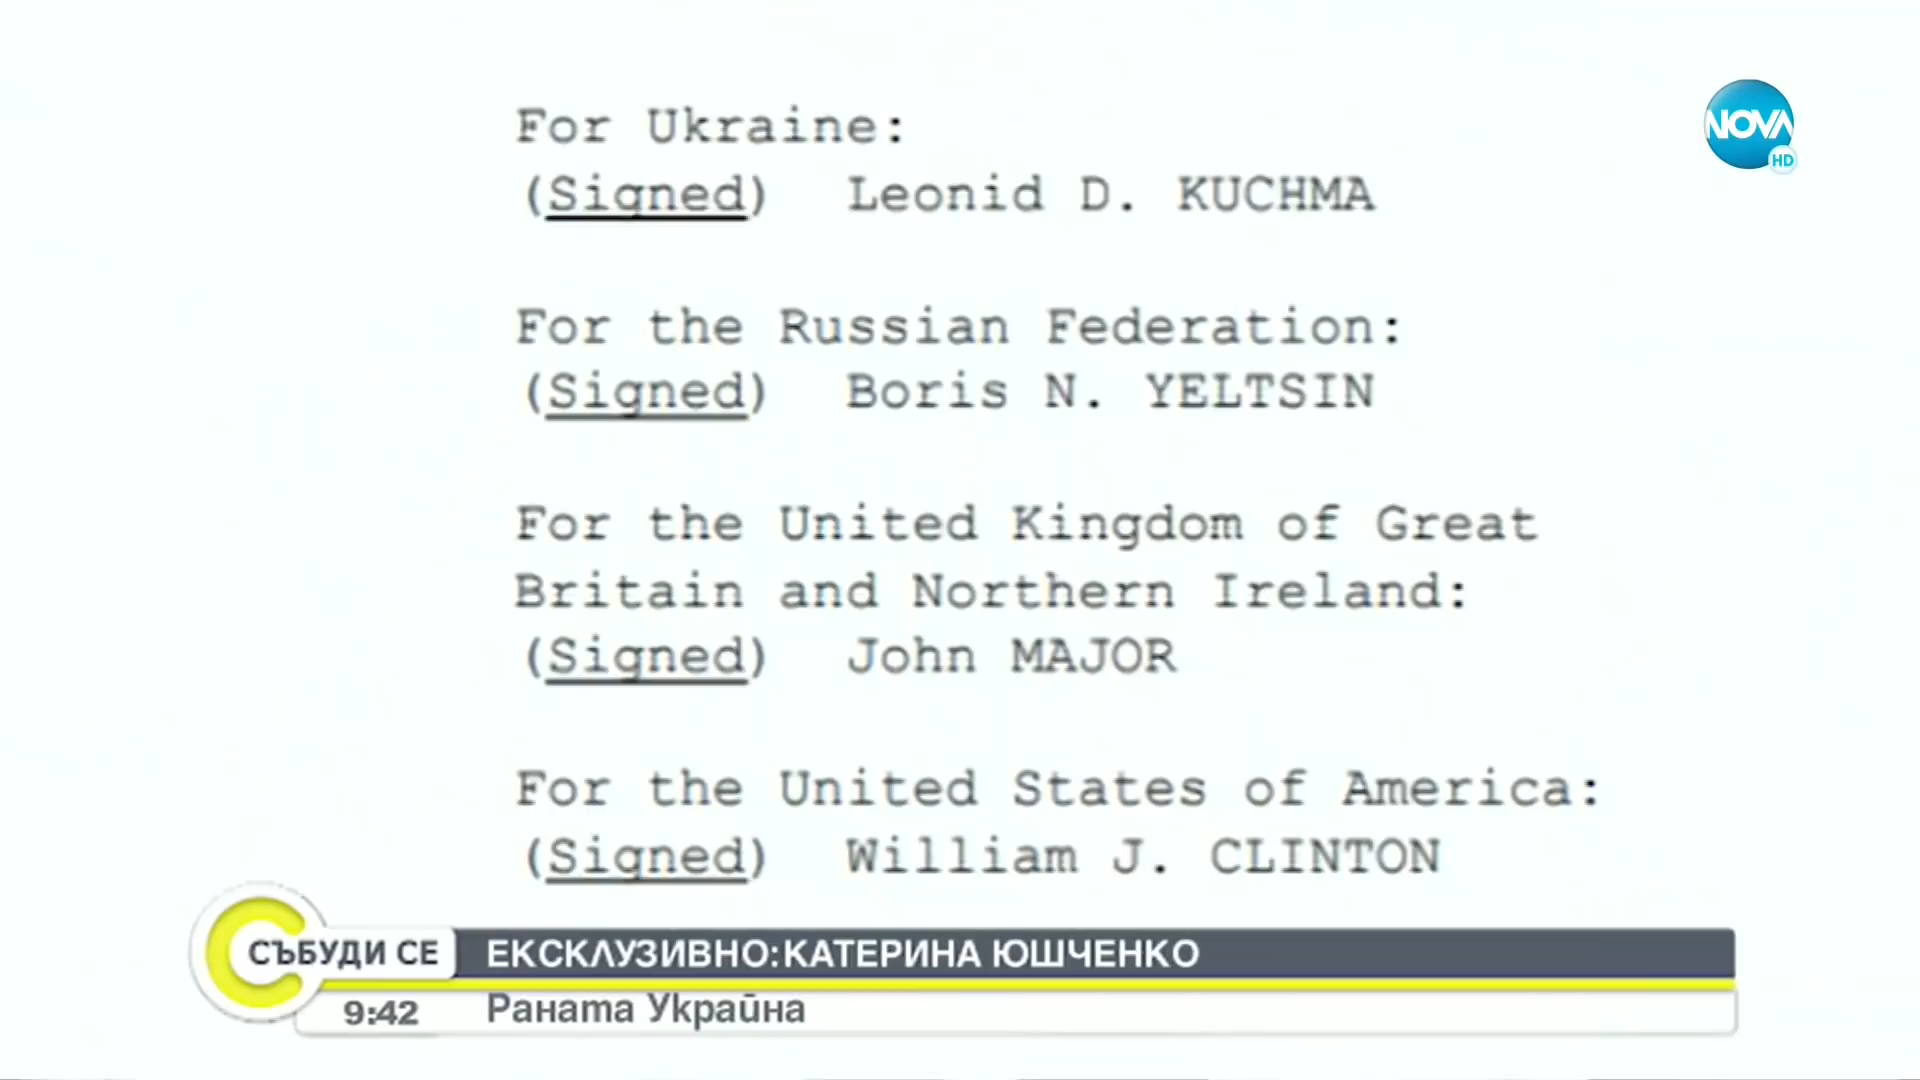 For Ukraine:
(Signed) Leonid D. KUCHMA
For the Russian Federation:
(Signed) Boris N. YELTSIN
For the United Kingdom of Great
Britain and Northern Ireland:
(Signed) John MAJOR
For the United States of America:
(Signed) William J. CLINTON
NOVA
HD
СЪБУДИ СЕ
ЕКСКЛУЗИВНО:КАТЕРИНА ЮШЧЕНКО
9:42
Раната Украйна